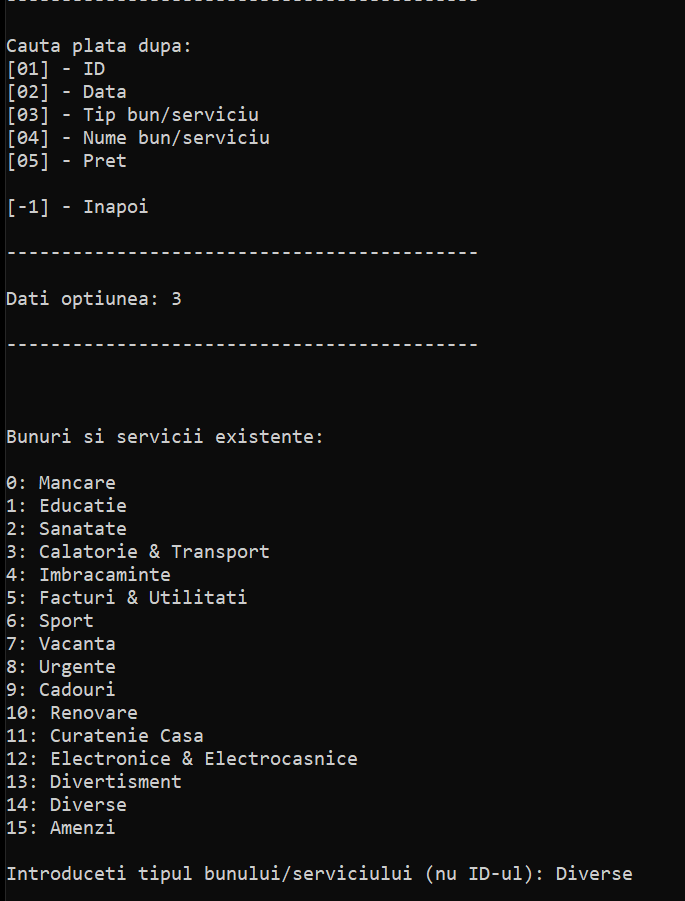 -------------------------------------------
Cauta plata dupa:
[01] - ID
[02] - Data
[03] - Tip bun/serviciu
[04] - Nume bun/serviciu
[05] - Pret
[-1] - Inapoi
-------------------------------------------
Dati optiunea: 3
-------------------------------------------
Bunuri si servicii existente:
0: Mancare
1: Educatie
2: Sanatate
3: Calatorie & Transport
4: Imbracaminte
5: Facturi & Utilitati
6: Sport
7: Vacanta
8: Urgente
9: Cadouri
10: Renovare
11: Curatenie Casa
12: Electronice & Electrocasnice
13: Divertisment
14: Diverse
15: Amenzi
Introduceti tipul bunului/serviciului (nu ID-ul): Diverse